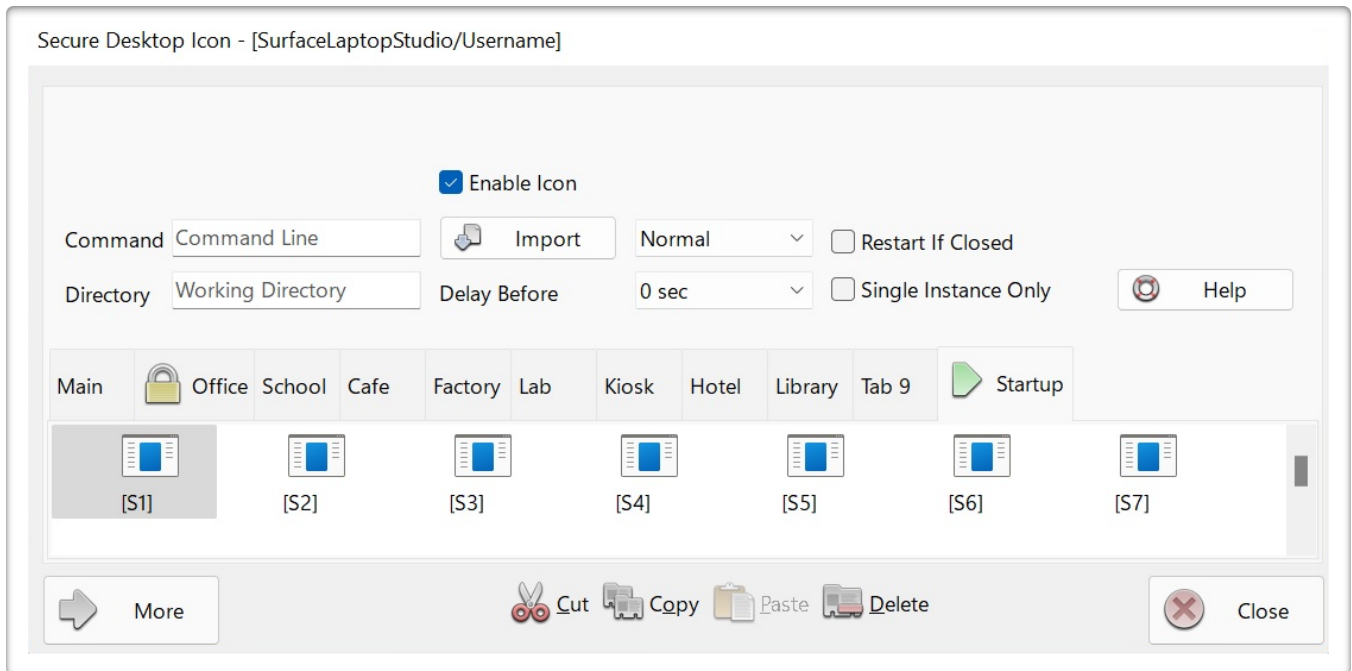 Secure Desktop Icon - [SurfaceLaptopStudio/Username]
Enable Icon
Command Command Line Import Normal Restart If Closed
Directory Working Directory Delay Before 0 sec Single Instance Only Help
Main Office School Cafe Factory Lab Kiosk Hotel Library Tab 9 Startup
[S1] [S2] [S3] [S4] [S5] [S6] [S7]
More Cut Copy Paste Delete Close